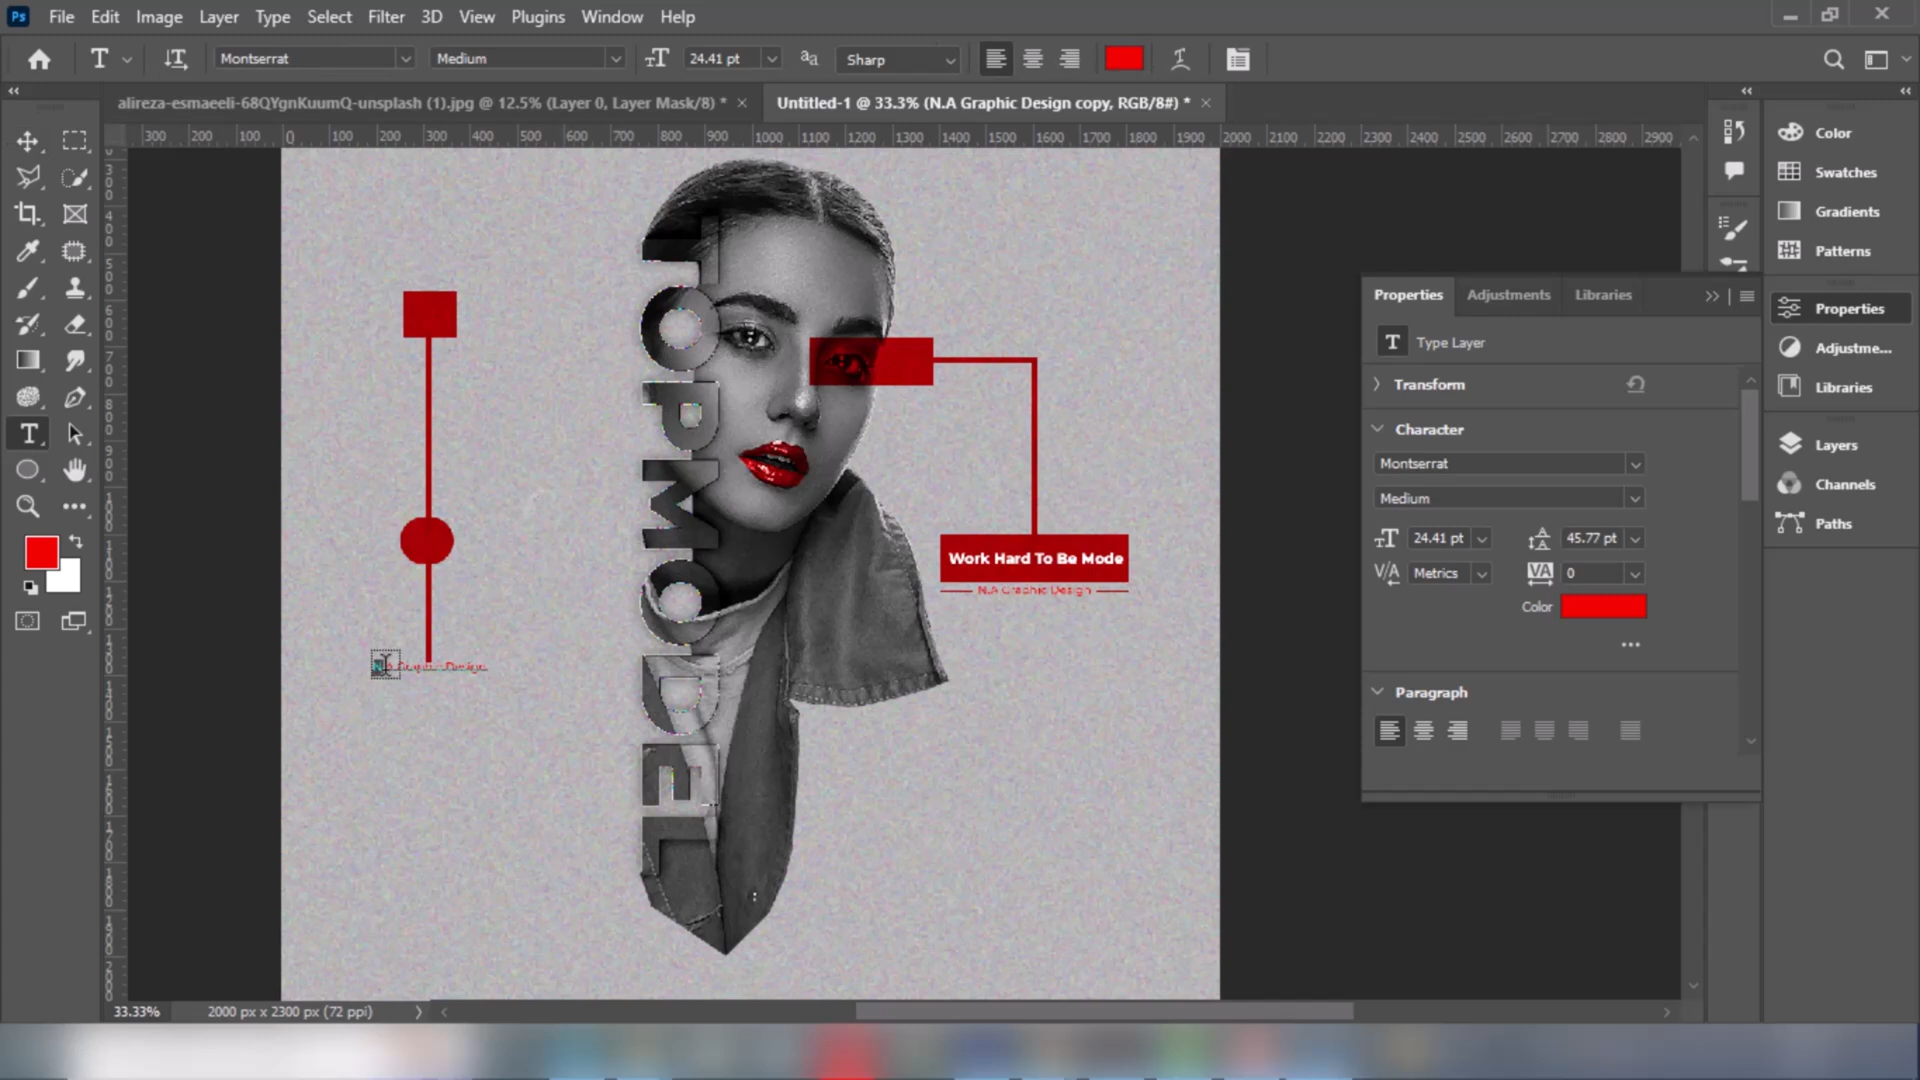 Ps File Edit Image Layer Type Select Filter 3D View Plugins Window Help
T Montserrat Medium 24.41 pt Sharp
alireza-esmaeeli-68QYgnKuumQ-unsplash (1).jpg @ 12.5% (Layer 0, Layer Mask/8) *
Untitled-1 @ 33.3% (N.A Graphic Design copy, RGB/8#) *
300 200 100 0 100 200 300 400 500 600 700 800 900 1000 1100 1200 1300 1400 1500 1600 1700 1800 1900 2000 2100 2200 2300 2400 2500 2600 2700 2800 2900
TOPMODEL
Work Hard To Be Mode
N.A Graphic Design
N.A Graphic Design
Properties Adjustments Libraries
T Type Layer
Transform
Character
Montserrat
Medium
24.41 pt 45.77 pt
Metrics 0
Color
Paragraph
Color
Swatches
Gradients
Patterns
Properties
Adjustme...
Libraries
Layers
Channels
Paths
33.33% 2000 px x 2300 px (72 ppi)